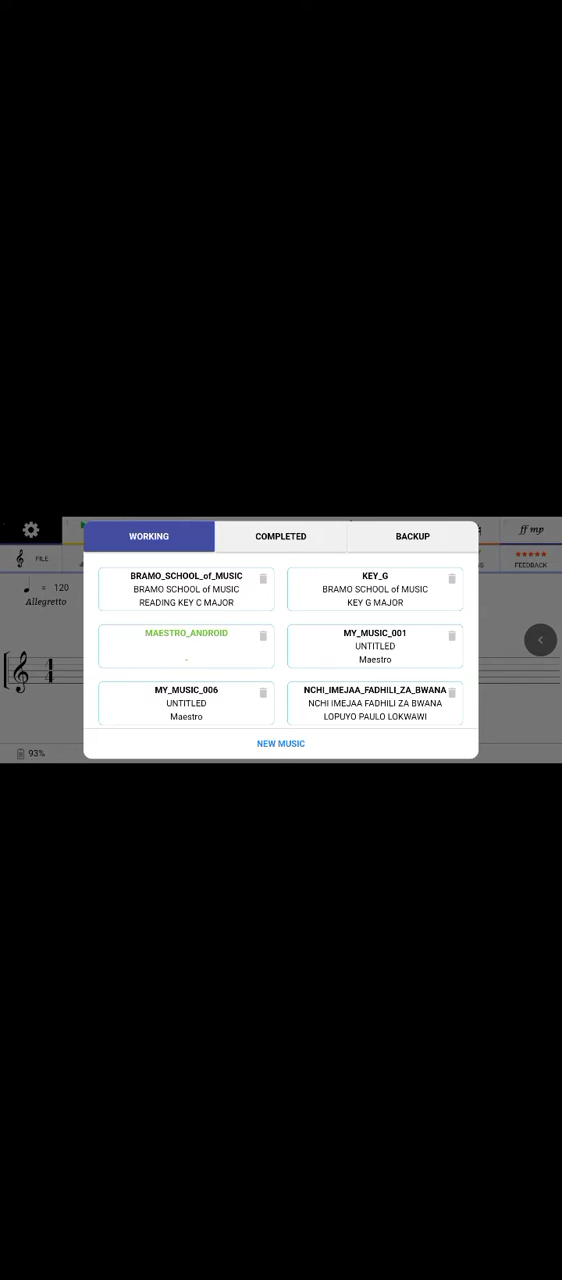 ff mp
WORKING
COMPLETED
BACKUP
FILE
FEEDBACK
= 120
Allegretto
BRAMO_SCHOOL_of_MUSIC
BRAMO SCHOOL of MUSIC
READING KEY C MAJOR
KEY_G
BRAMO SCHOOL of MUSIC
KEY G MAJOR
MAESTRO_ANDROID
-
MY_MUSIC_001
UNTITLED
Maestro
4
4
MY_MUSIC_006
UNTITLED
Maestro
NCHI_IMEJAA_FADHILI_ZA_BWANA
NCHI IMEJAA FADHILI ZA BWANA
LOPUYO PAULO LOKWAWI
NEW MUSIC
93%